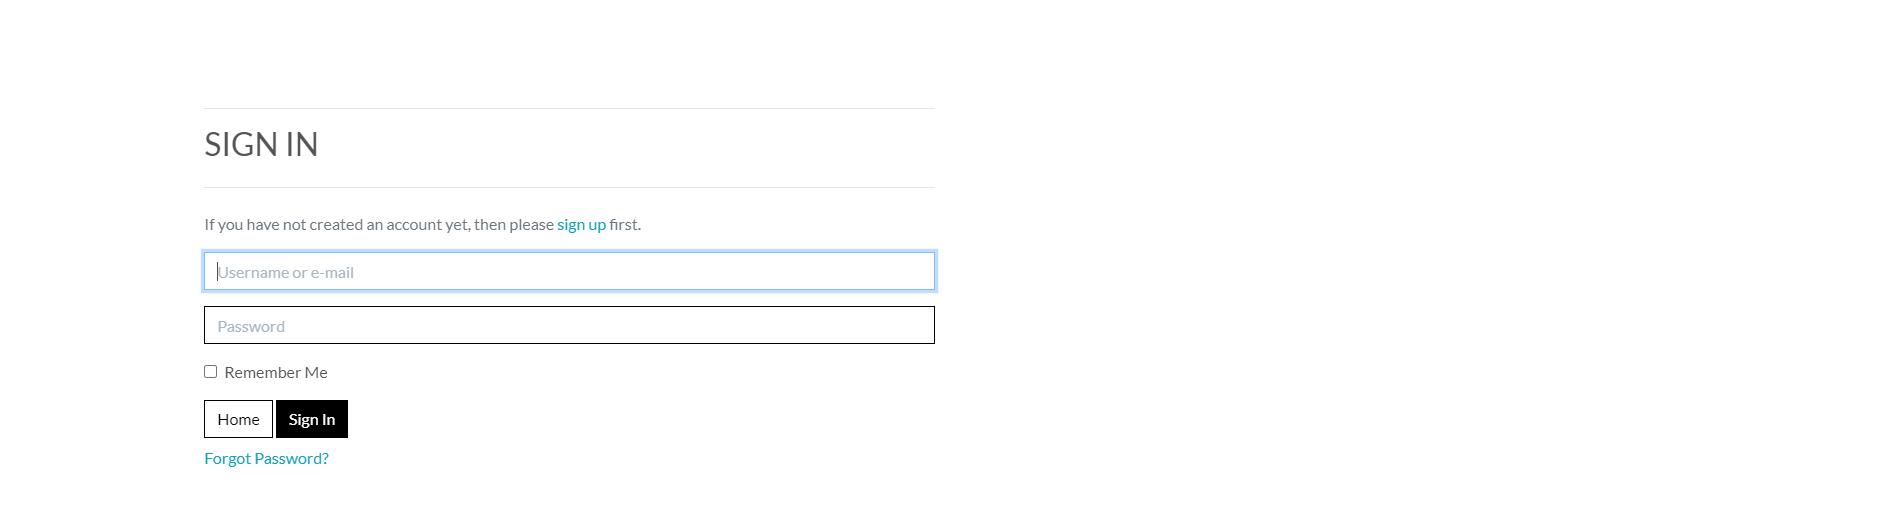 SIGN IN
If you have not created an account yet, then please sign up first.
Username or e-mail
Password
Remember Me
Home Sign In
Forgot Password?